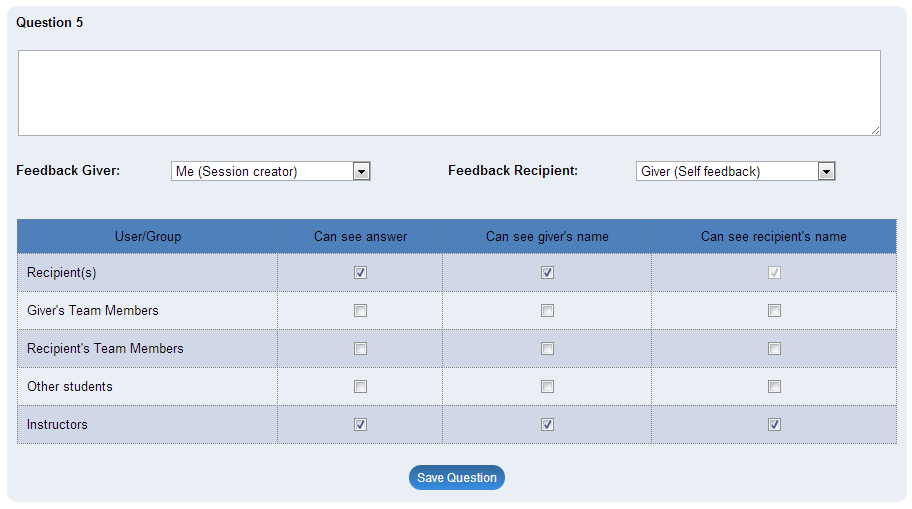 Question 5
Feedback Giver: Me (Session creator) Feedback Recipient: Giver (Self feedback)
User/Group Can see answer Can see giver's name Can see recipient's name
Recipient(s)
Giver's Team Members
Recipient's Team Members
Other students
Instructors
Save Question